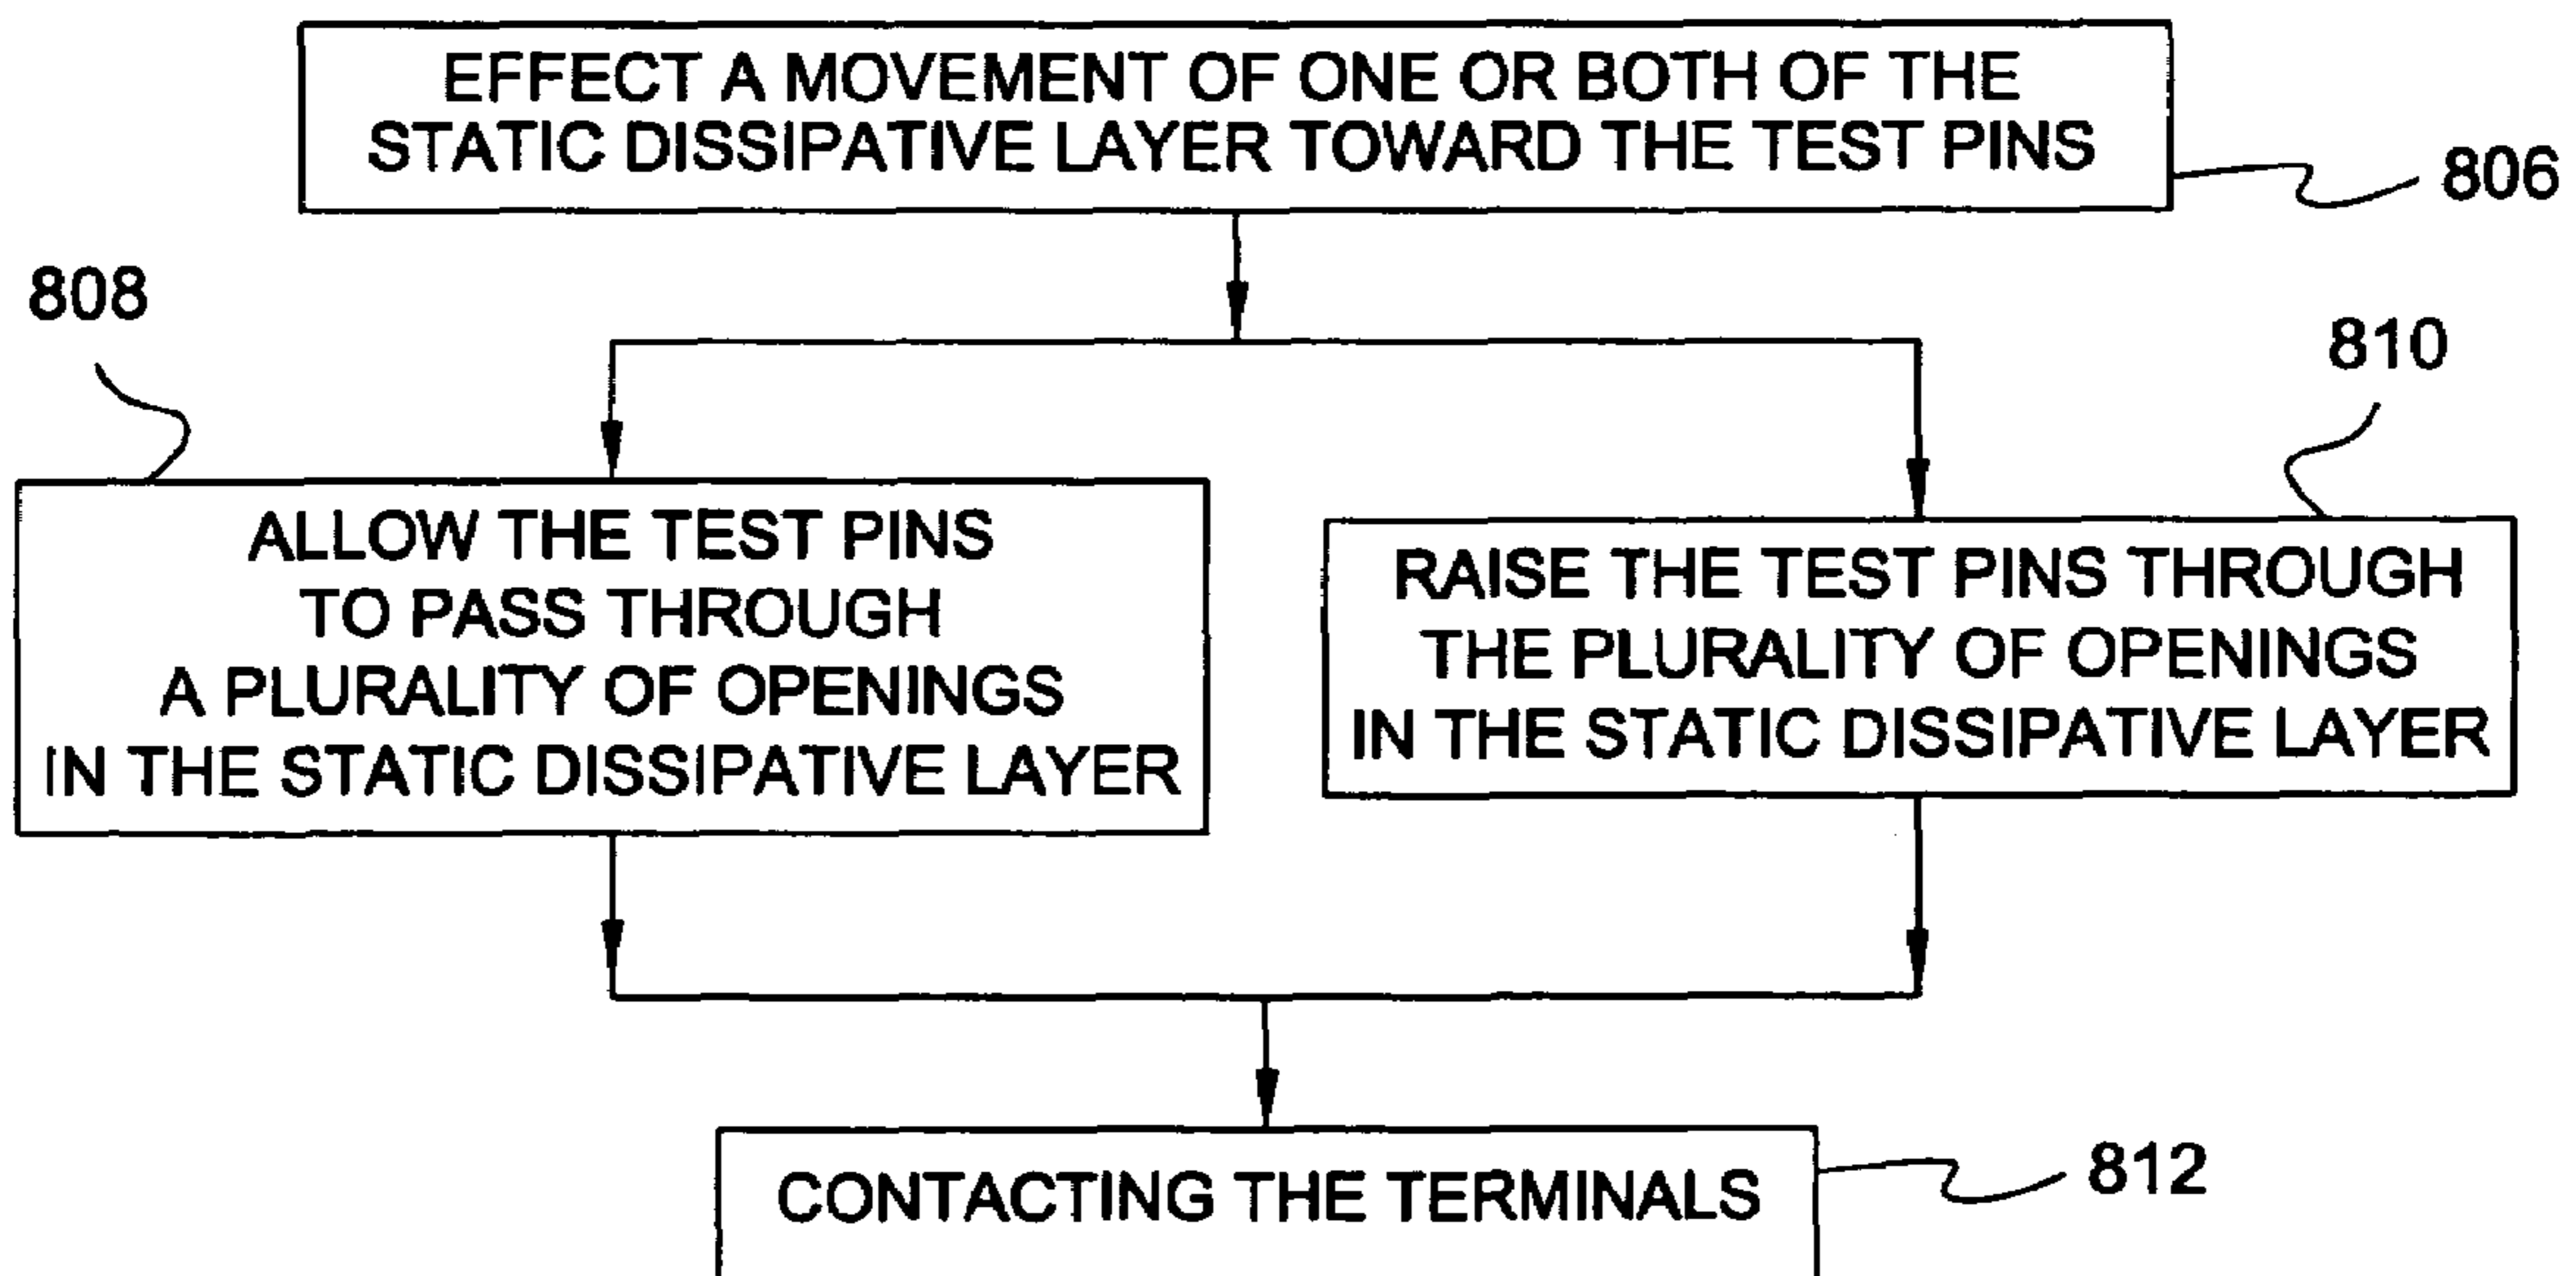 EFFECT A MOVEMENT OF ONE OR BOTH OF THE
STATIC DISSIPATIVE LAYER TOWARD THE TEST PINS
806
808
810
ALLOW THE TEST PINS
TO PASS THROUGH
A PLURALITY OF OPENINGS
IN THE STATIC DISSIPATIVE LAYER
RAISE THE TEST PINS THROUGH
THE PLURALITY OF OPENINGS
IN THE STATIC DISSIPATIVE LAYER
CONTACTING THE TERMINALS
812